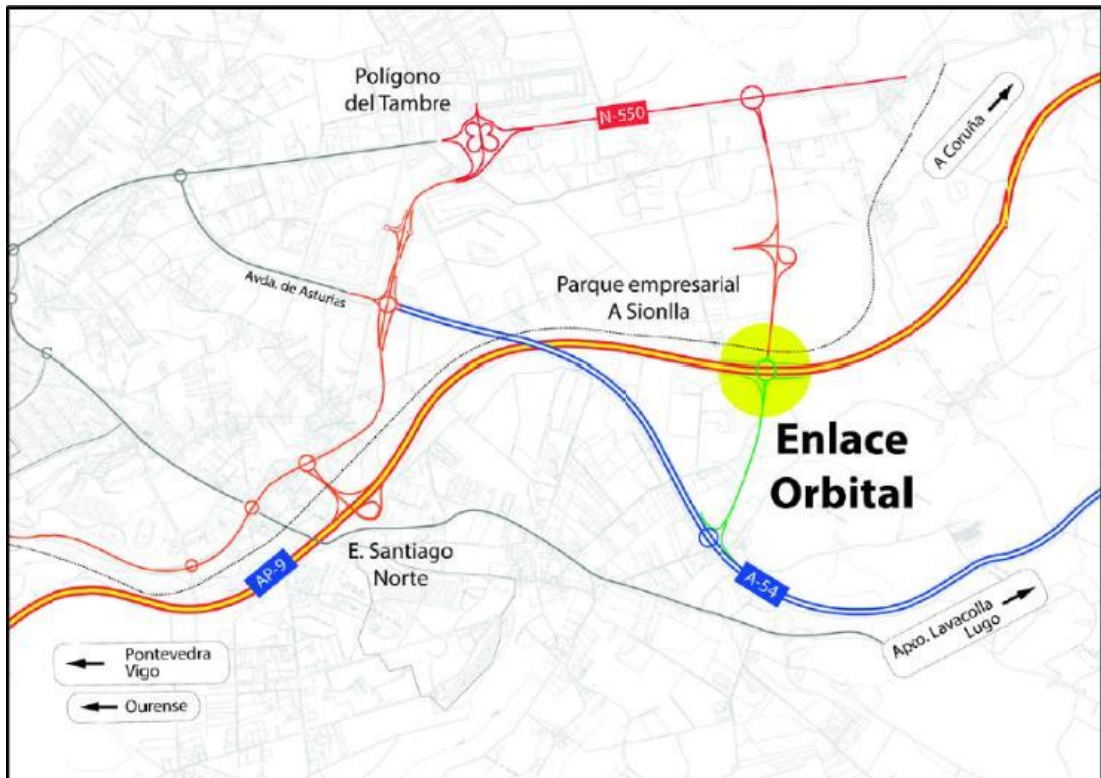 Polígono
del Tambre
N-550
A Coruña
Avda. de Asturias
Parque empresarial
A Sionlla
Enlace
Orbital
E. Santiago
Norte
AP-9
A-54
Apto. Lavacolla
Lugo
Pontevedra
Vigo
Ourense